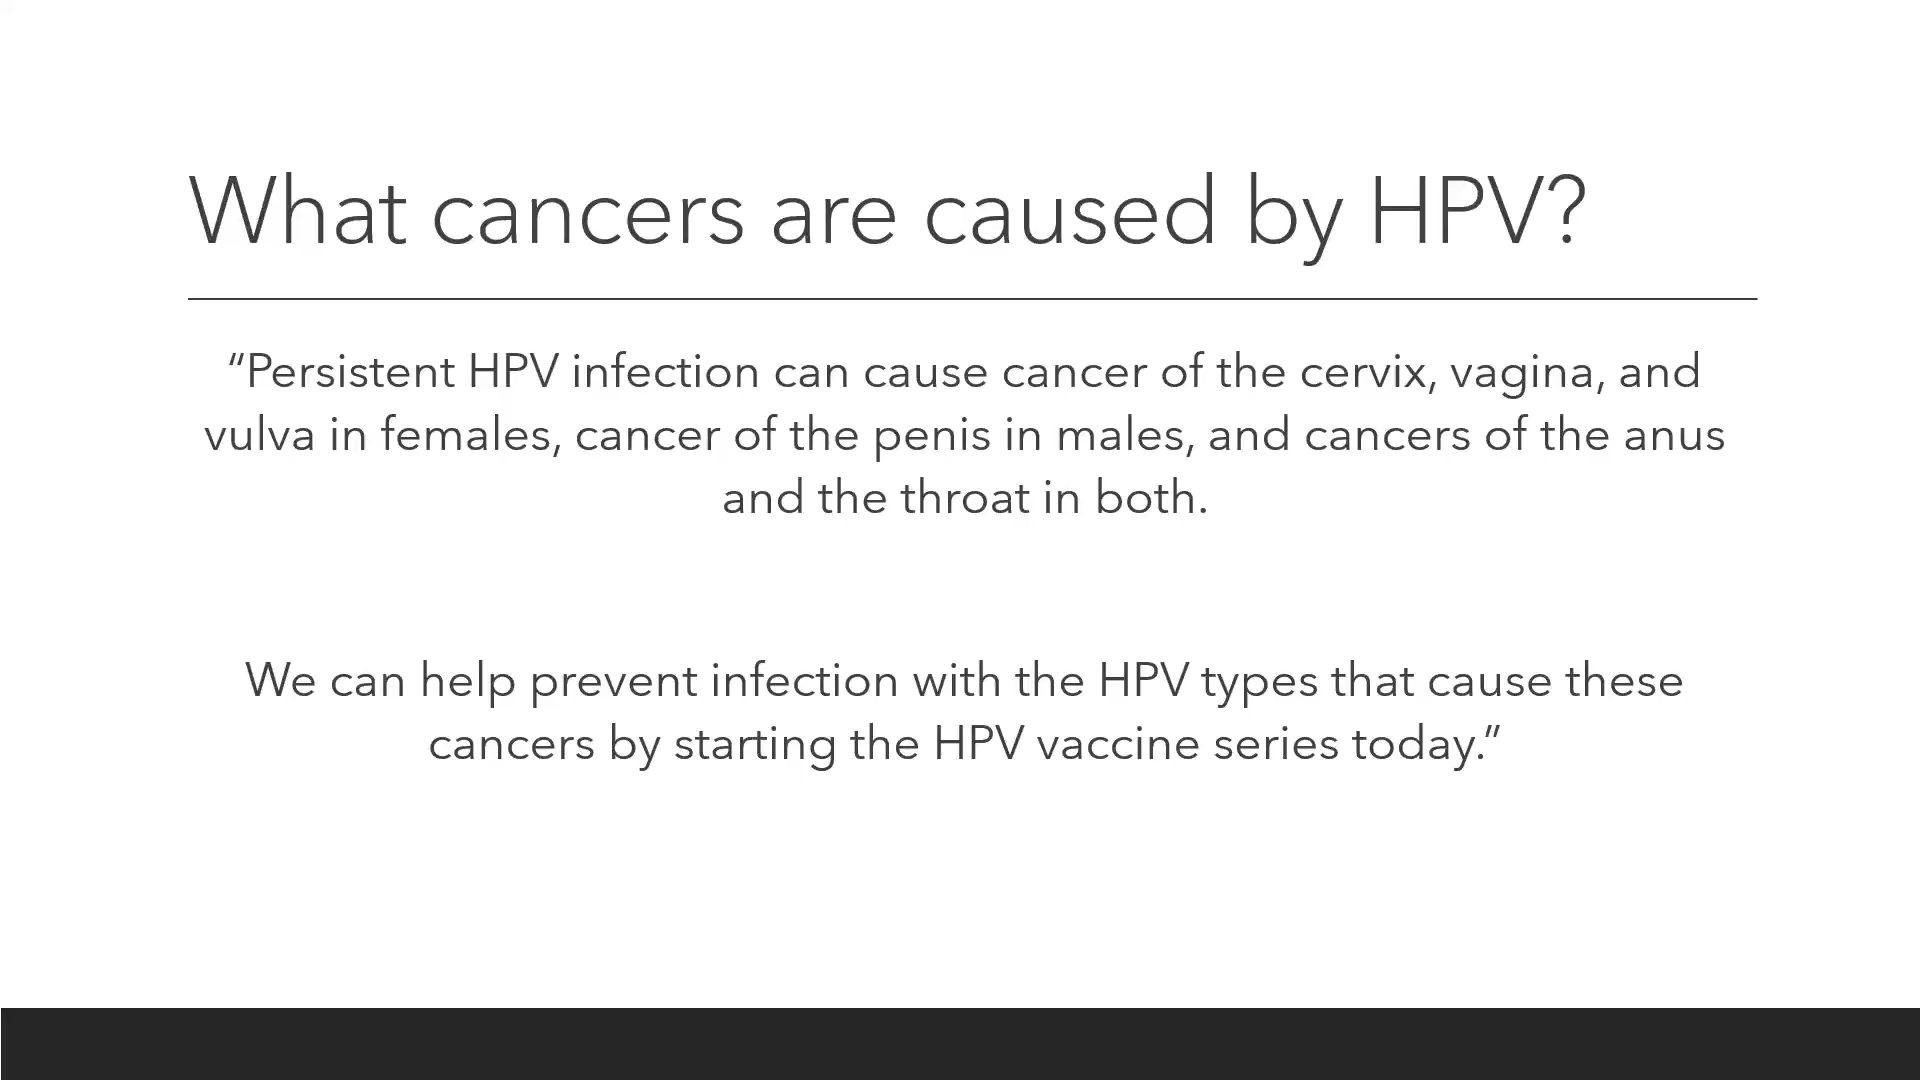 What cancers are caused by HPV?
“Persistent HPV infection can cause cancer of the cervix, vagina, and
vulva in females, cancer of the penis in males, and cancers of the anus
and the throat in both.
We can help prevent infection with the HPV types that cause these
cancers by starting the HPV vaccine series today.”